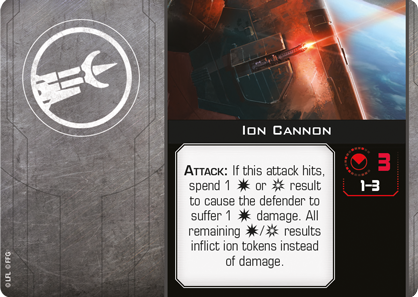 Ion Cannon
Attack: If this attack hits,
spend 1 or result
to cause the defender to
suffer 1 damage. All
remaining / results
inflict ion tokens instead
of damage.
3
1-3
© LFL © FFG